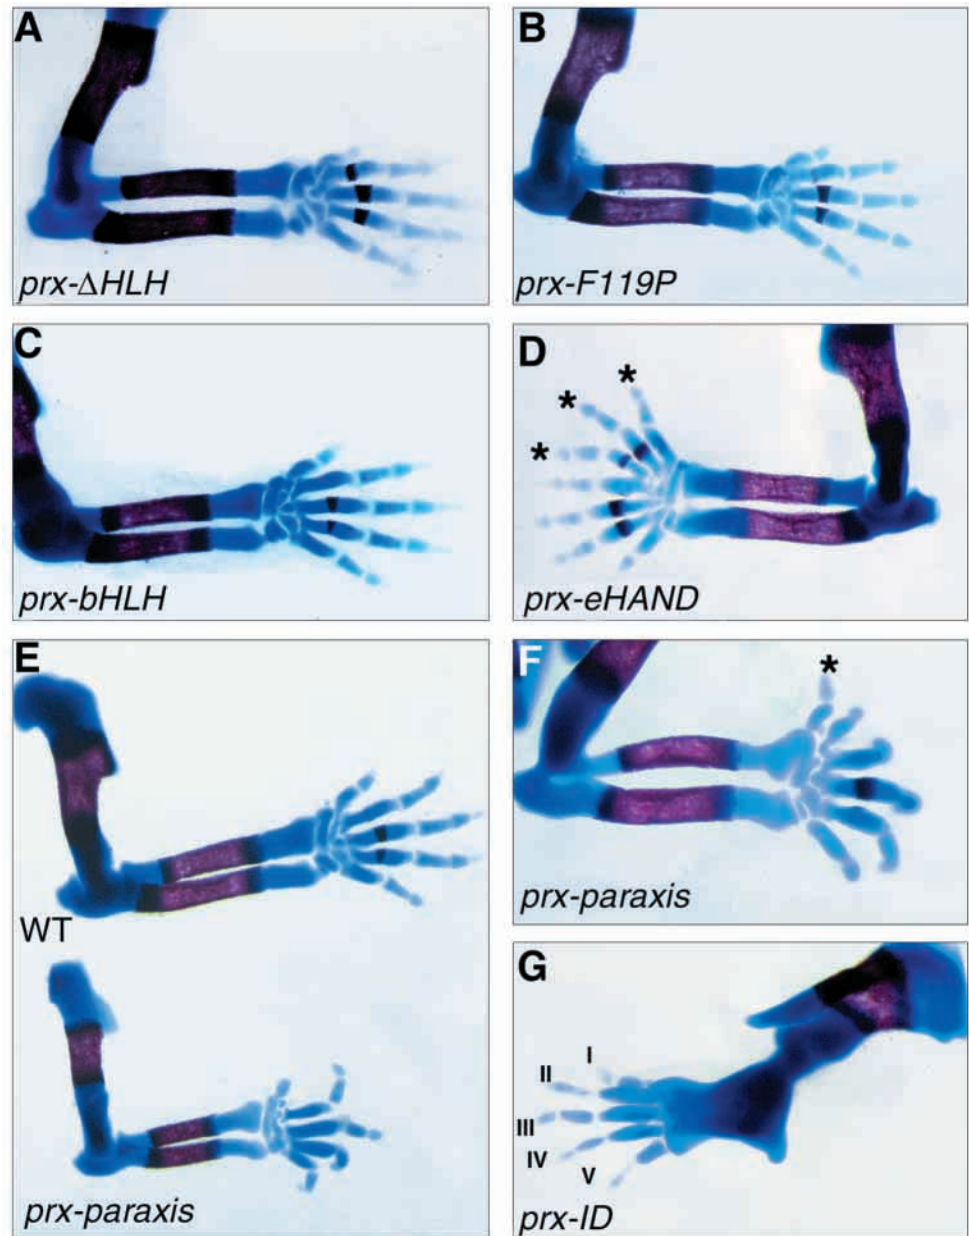 A
prx-ΔHLH
B
prx-F119P
C
prx-bHLH
D
*
*
*
prx-eHAND
E
WT
prx-paraxis
F
*
prx-paraxis
G
I
II
III
IV
V
prx-ID